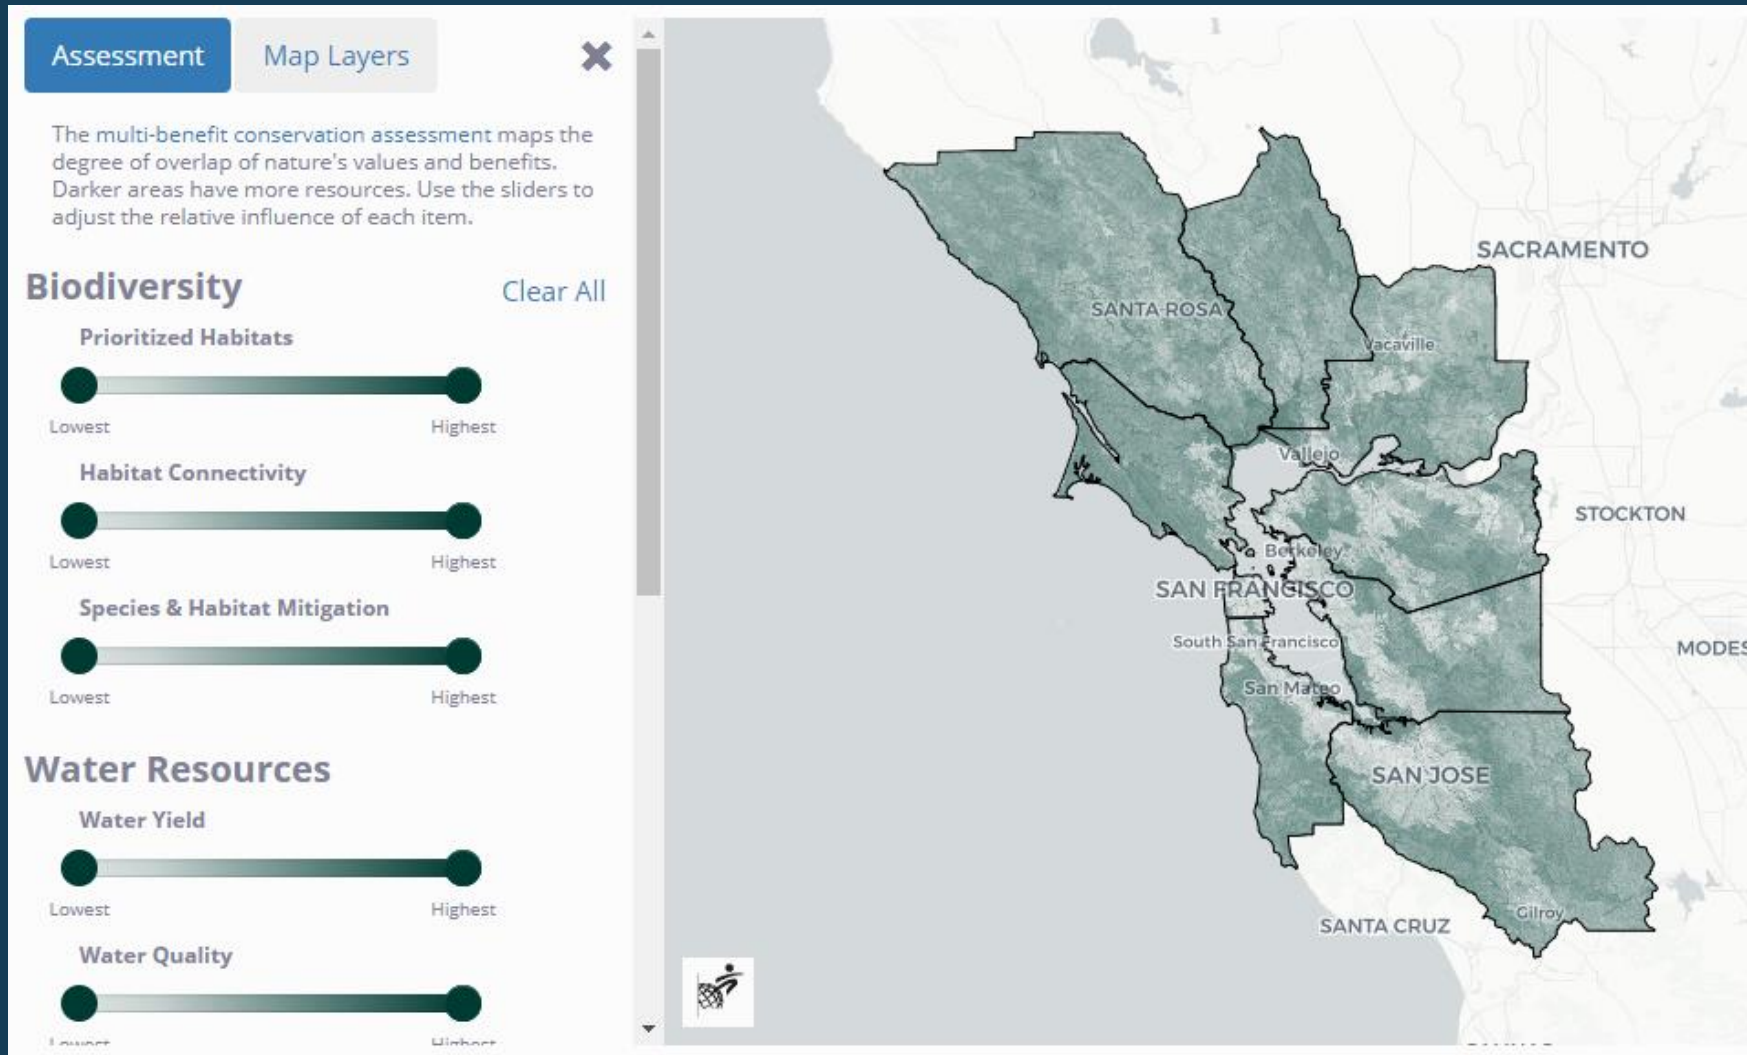 Assessment
Map Layers
The multi-benefit conservation assessment maps the
degree of overlap of nature's values and benefits.
Darker areas have more resources. Use the sliders to
adjust the relative influence of each item.
Biodiversity
Clear All
Prioritized Habitats
Lowest
Highest
Habitat Connectivity
Lowest
Highest
Species & Habitat Mitigation
Lowest
Highest
Water Resources
Water Yield
Lowest
Highest
Water Quality
Lowest
Highest
SACRAMENTO
SANTA ROSA
Vacaville
Vallejo
STOCKTON
Berkeley
SAN FRANCISCO
South San Francisco
MODES
San Mateo
SAN JOSE
Gilroy
SANTA CRUZ